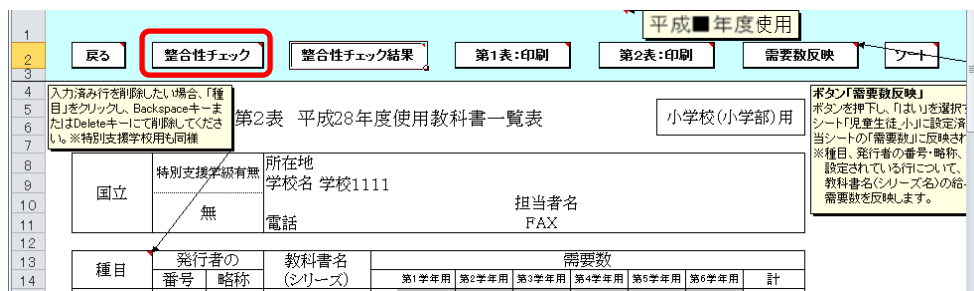 平成■年度使用
1
2
3
4
5
6
7
8
9
10
11
12
13
14
戻る 整合性チェック 整合性チェック結果 第1表:印刷 第2表:印刷 需要数反映 ソート
入力済み行を削除したい場合、「種
目」をクリックし、Backspaceキーま
たはDeleteキーにて削除してくださ
い。※特別支援学校用も同様
第2表 平成28年度使用教科書一覧表
小学校(小学部)用
ボタン「需要数反映」
ボタンを押下し、「はい」を選択
シート「児童生徒_小」に設定済
当シートの「需要数」に反映され
※種目、発行者の番号・略称、
設定されている行について、
教科書名(シリーズ名)の給
需要数を反映します。
国立
特別支援学級有無
無
所在地
学校名 学校1111
担当者名
電話 FAX
種目 発行者の 教科書名 需要数
番号 略称 (シリーズ) 第1学年用 第2学年用 第3学年用 第4学年用 第5学年用 第6学年用 計